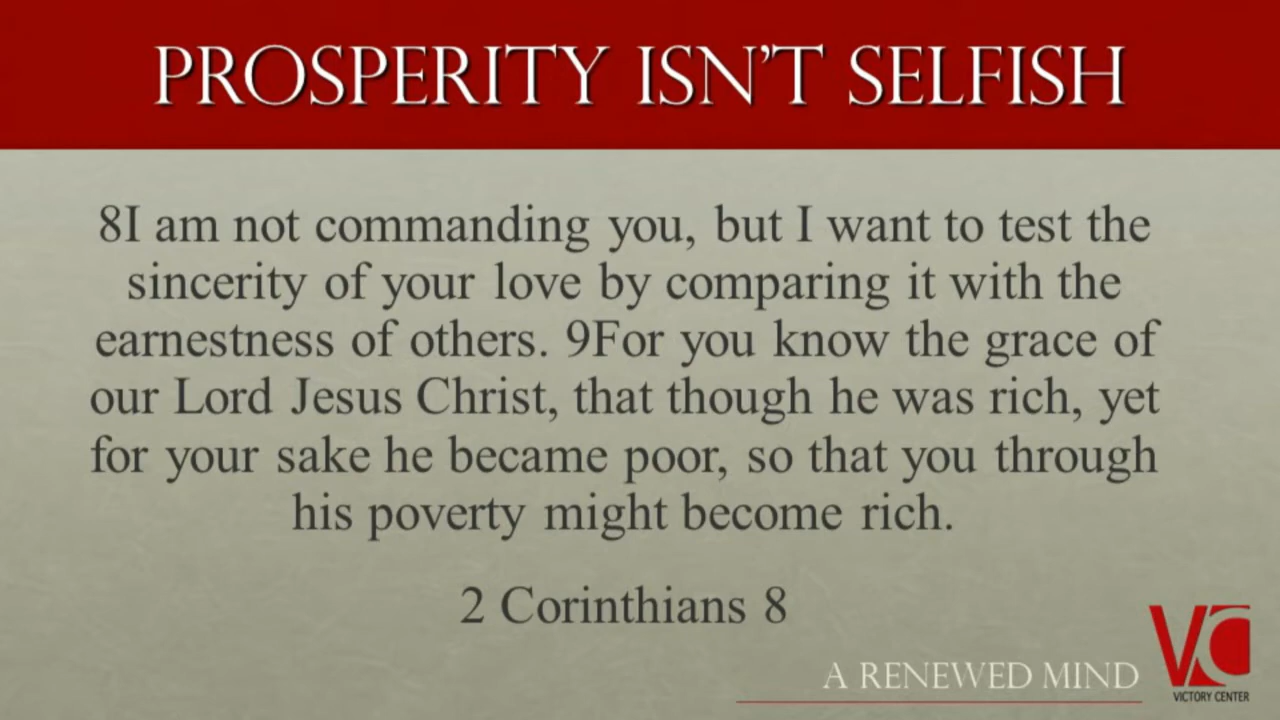 PROSPERITY ISN'T SELFISH
8I am not commanding you, but I want to test the
sincerity of your love by comparing it with the
earnestness of others. 9For you know the grace of
our Lord Jesus Christ, that though he was rich, yet
for your sake he became poor, so that you through
his poverty might become rich.
2 Corinthians 8
A RENEWED MIND
VC
VICTORY CENTER